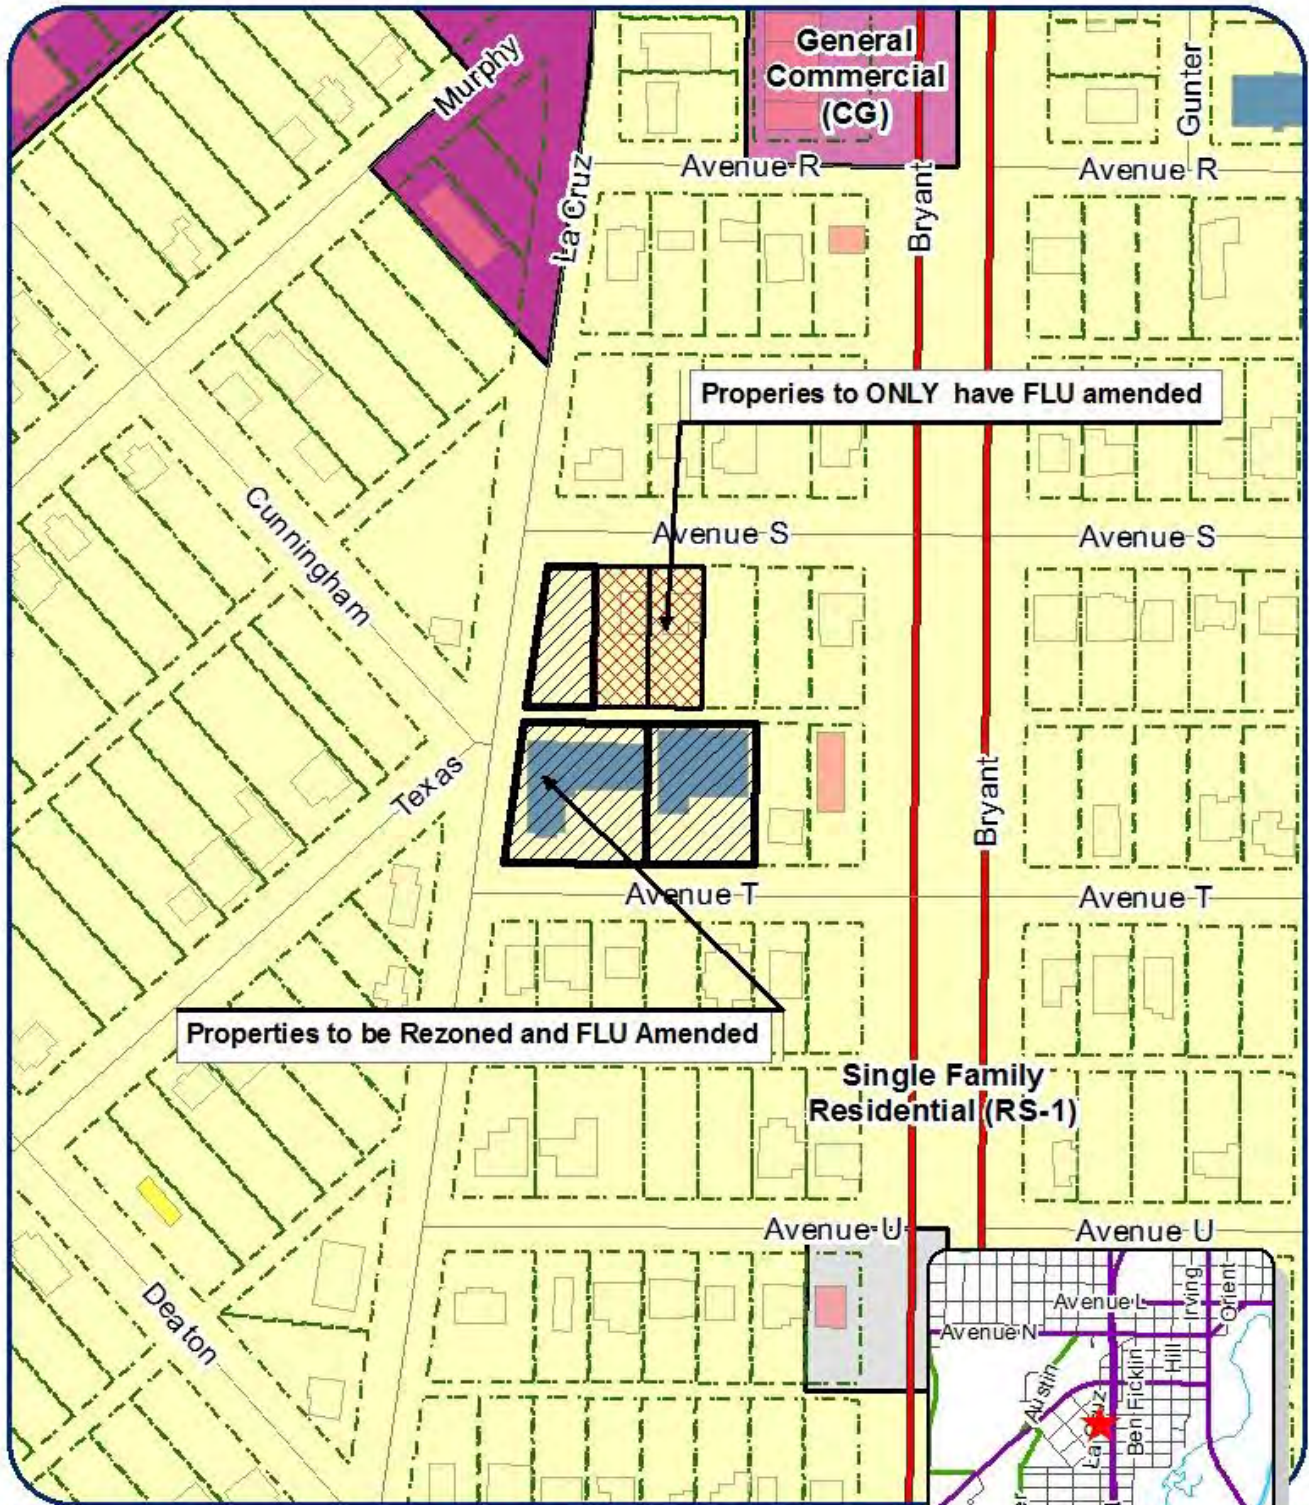 Murphy
General
Commercial
(CG)
Gunter
Avenue R
Avenue R
La Cruz
Bryant
Properies to ONLY have FLU amended
Avenue S
Avenue S
Cunningham
Texas
Bryant
Avenue T
Avenue T
Properties to be Rezoned and FLU Amended
Single Family
Residential (RS-1)
Avenue U
Avenue U
Deaton
Avenue L
Irving
Orient
Avenue N
Hill
Austin
Ben Ficklin